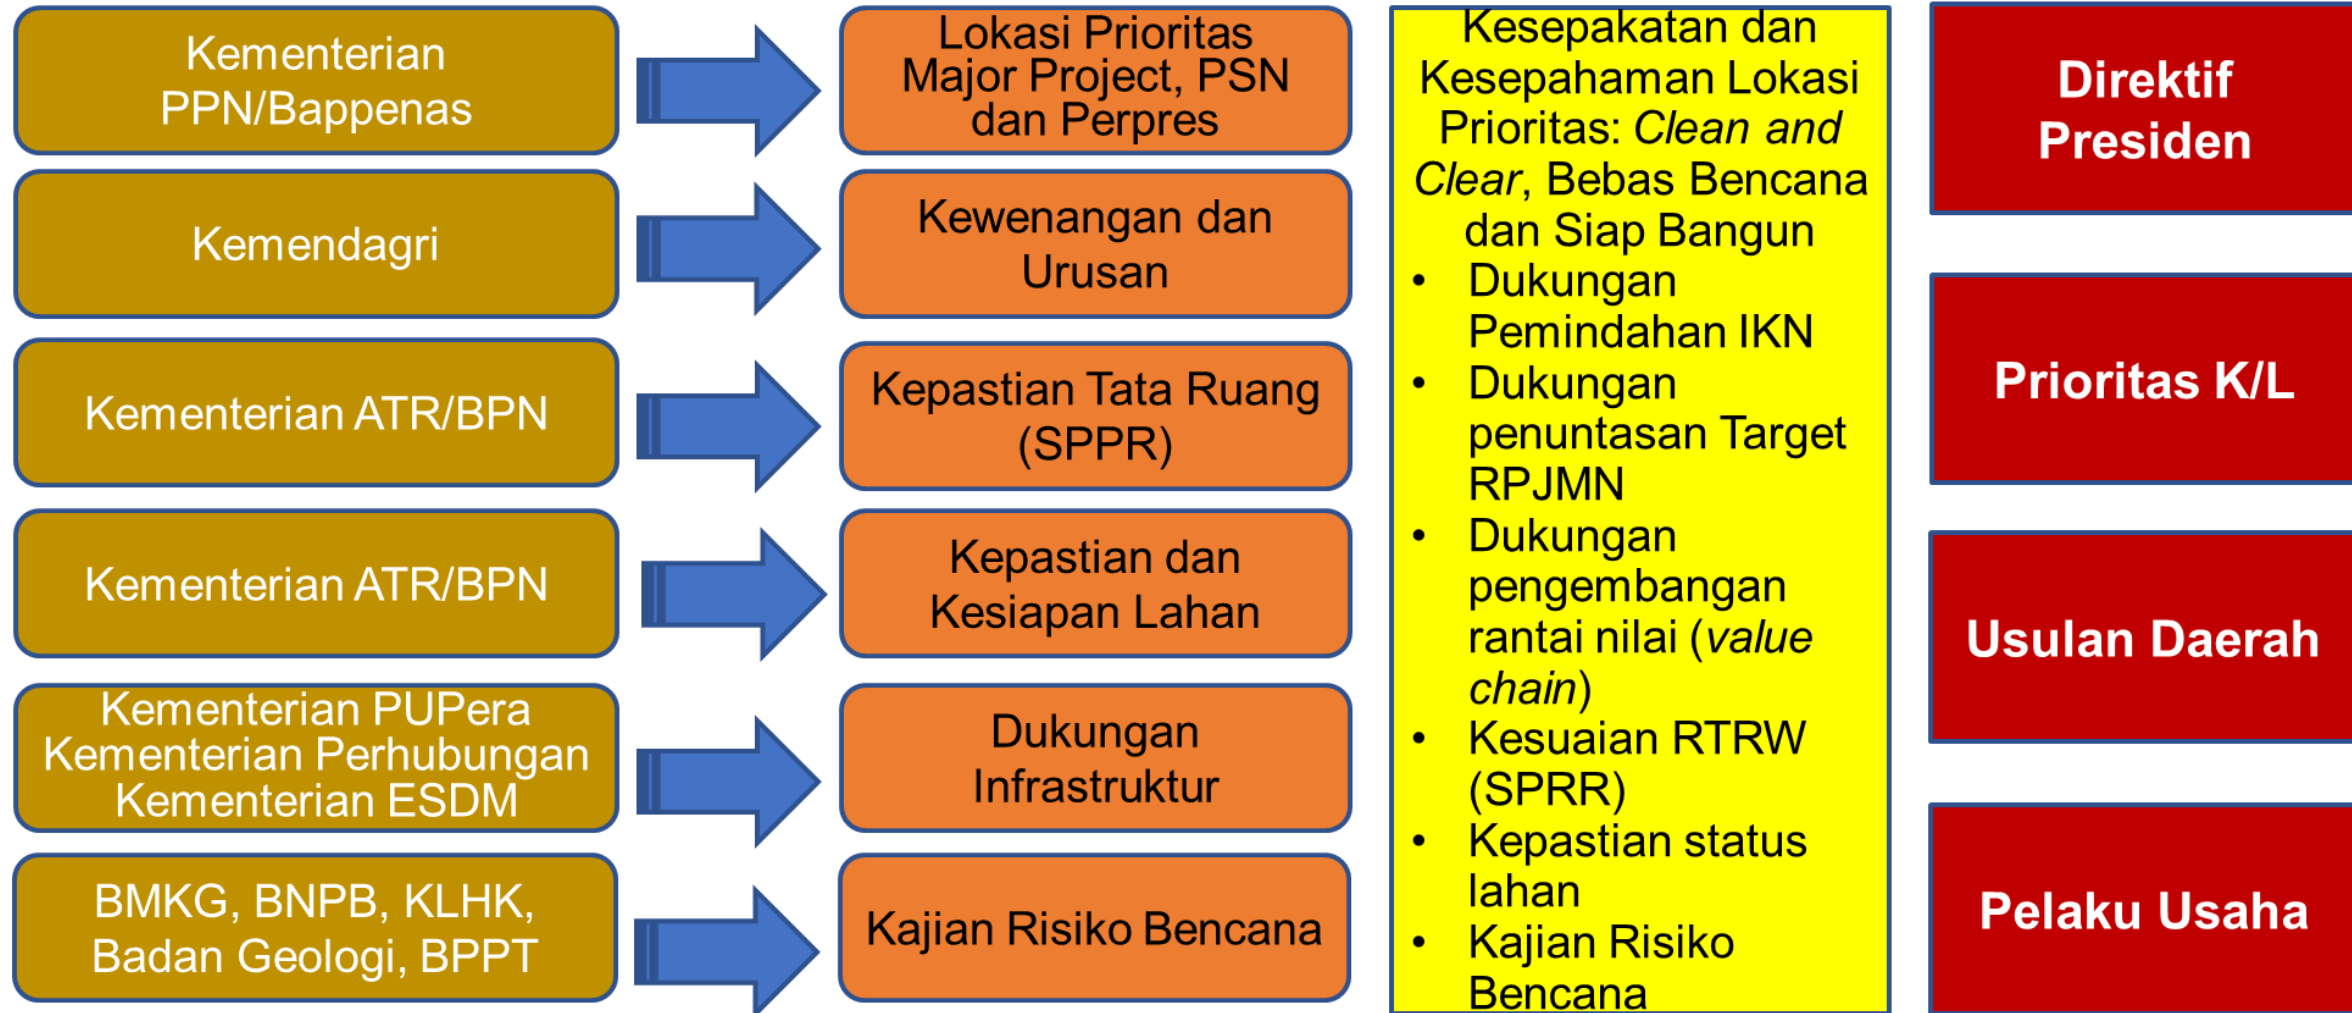 Kementerian
PPN/Bappenas
Lokasi Prioritas
Major Project, PSN
dan Perpres
Kemendagri
Kewenangan dan
Urusan
Kementerian ATR/BPN
Kepastian Tata Ruang
(SPPR)
Kementerian ATR/BPN
Kepastian dan
Kesiapan Lahan
Kementerian PUPera
Kementerian Perhubungan
Kementerian ESDM
Dukungan
Infrastruktur
BMKG, BNPB, KLHK,
Badan Geologi, BPPT
Kajian Risiko Bencana
Kesepakatan dan
Kesepahaman Lokasi
Prioritas: Clean and
Clear, Bebas Bencana
dan Siap Bangun
• Dukungan
Pemindahan IKN
• Dukungan
penuntasan Target
RPJMN
• Dukungan
pengembangan
rantai nilai (value
chain)
• Kesuaian RTRW
(SPRR)
• Kepastian status
lahan
• Kajian Risiko
Bencana
Direktif
Presiden
Prioritas K/L
Usulan Daerah
Pelaku Usaha